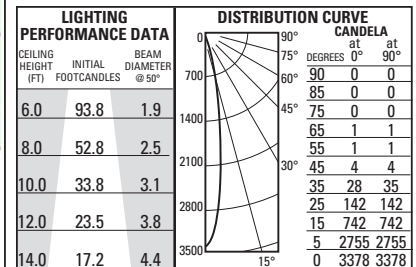 LIGHTING
PERFORMANCE DATA
CEILING HEIGHT (FT) INITIAL FOOTCANDLES BEAM DIAMETER @ 50°
6.0 93.8 1.9
8.0 52.8 2.5
10.0 33.8 3.1
12.0 23.5 3.8
14.0 17.2 4.4
DISTRIBUTION CURVE
0
700
1400
2100
2800
3500
90°
75°
60°
45°
30°
15°
CANDELA
DEGREES at 0° at 90°
90 0 0
85 0 0
75 0 0
65 1 1
55 1 1
45 4 4
35 28 35
25 142 142
15 742 742
5 2755 2755
0 3378 3378